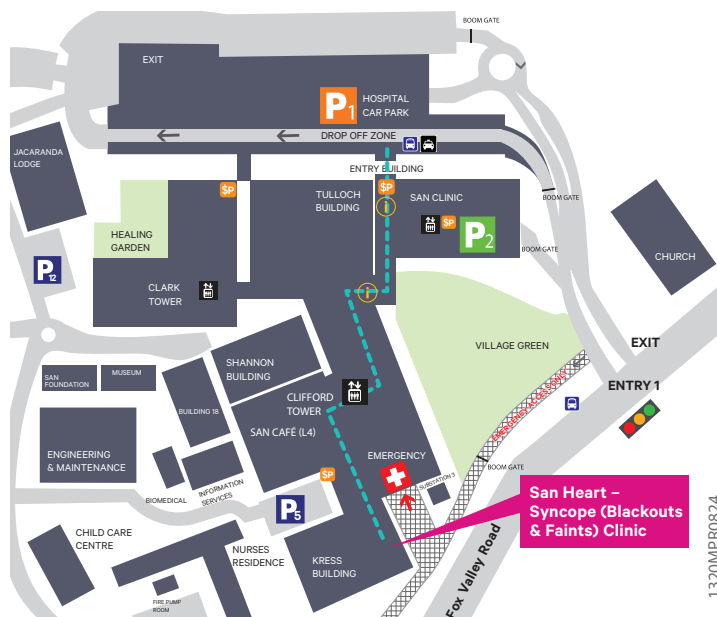 BOOM GATE
EXIT
P1
HOSPITAL
CAR PARK
DROP OFF ZONE
JACARANDA
LODGE
ENTRY BUILDING
$P
$P
TULLOCH
BUILDING
SAN CLINIC
i
$P
P2
BOOM GATE
HEALING
GARDEN
BOOM GATE
CHURCH
P12
CLARK
TOWER
i
VILLAGE GREEN
EXIT
ENTRY 1
EMERGENCY ACCESS ONLY
SHANNON
BUILDING
SAN
FOUNDATION
MUSEUM
CLIFFORD
TOWER
BUILDING 18
SAN CAFÉ (L4)
ENGINEERING
& MAINTENANCE
EMERGENCY
BOOM GATE
$P
SUBSTATION 3
BIOMEDICAL
INFORMATION
SERVICES
P5
San Heart –
Syncope (Blackouts
& Faints) Clinic
CHILD CARE
CENTRE
NURSES
RESIDENCE
KRESS
BUILDING
Fox Valley Road
FIRE PUMP
ROOM
1320MPR0824